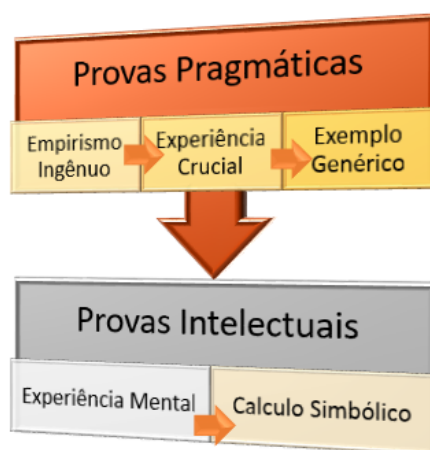 Provas Pragmáticas
Empirismo
Ingênuo
Experiência
Crucial
Exemplo
Genérico
Provas Intelectuais
Experiência Mental
Calculo Simbólico